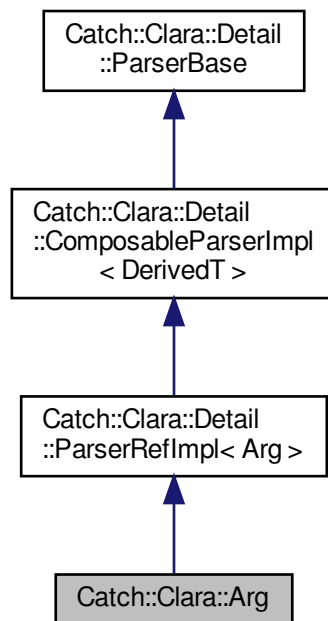 Catch::Clara::Detail
::ParserBase
Catch::Clara::Detail
::ComposableParserImpl
< DerivedT >
Catch::Clara::Detail
::ParserRefImpl< Arg >
Catch::Clara::Arg